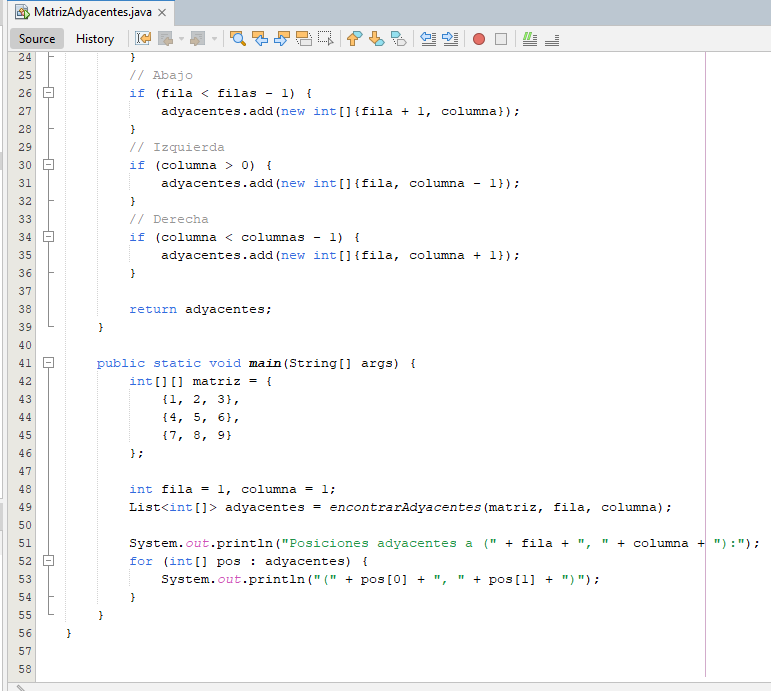 MatrizAdyacentes.java
Source History
24 }
25 // Abajo
26 if (fila < filas - 1) {
27 adyacentes.add(new int[]{fila + 1, columna});
28 }
29 // Izquierda
30 if (columna > 0) {
31 adyacentes.add(new int[]{fila, columna - 1});
32 }
33 // Derecha
34 if (columna < columnas - 1) {
35 adyacentes.add(new int[]{fila, columna + 1});
36 }
37
38 return adyacentes;
39 }
40
41 public static void main(String[] args) {
42 int[][] matriz = {
43 {1, 2, 3},
44 {4, 5, 6},
45 {7, 8, 9}
46 };
47
48 int fila = 1, columna = 1;
49 List<int[]> adyacentes = encontrarAdyacentes(matriz, fila, columna);
50
51 System.out.println("Posiciones adyacentes a (" + fila + ", " + columna + "):");
52 for (int[] pos : adyacentes) {
53 System.out.println("(" + pos[0] + ", " + pos[1] + ")");
54 }
55 }
56 }
57
58